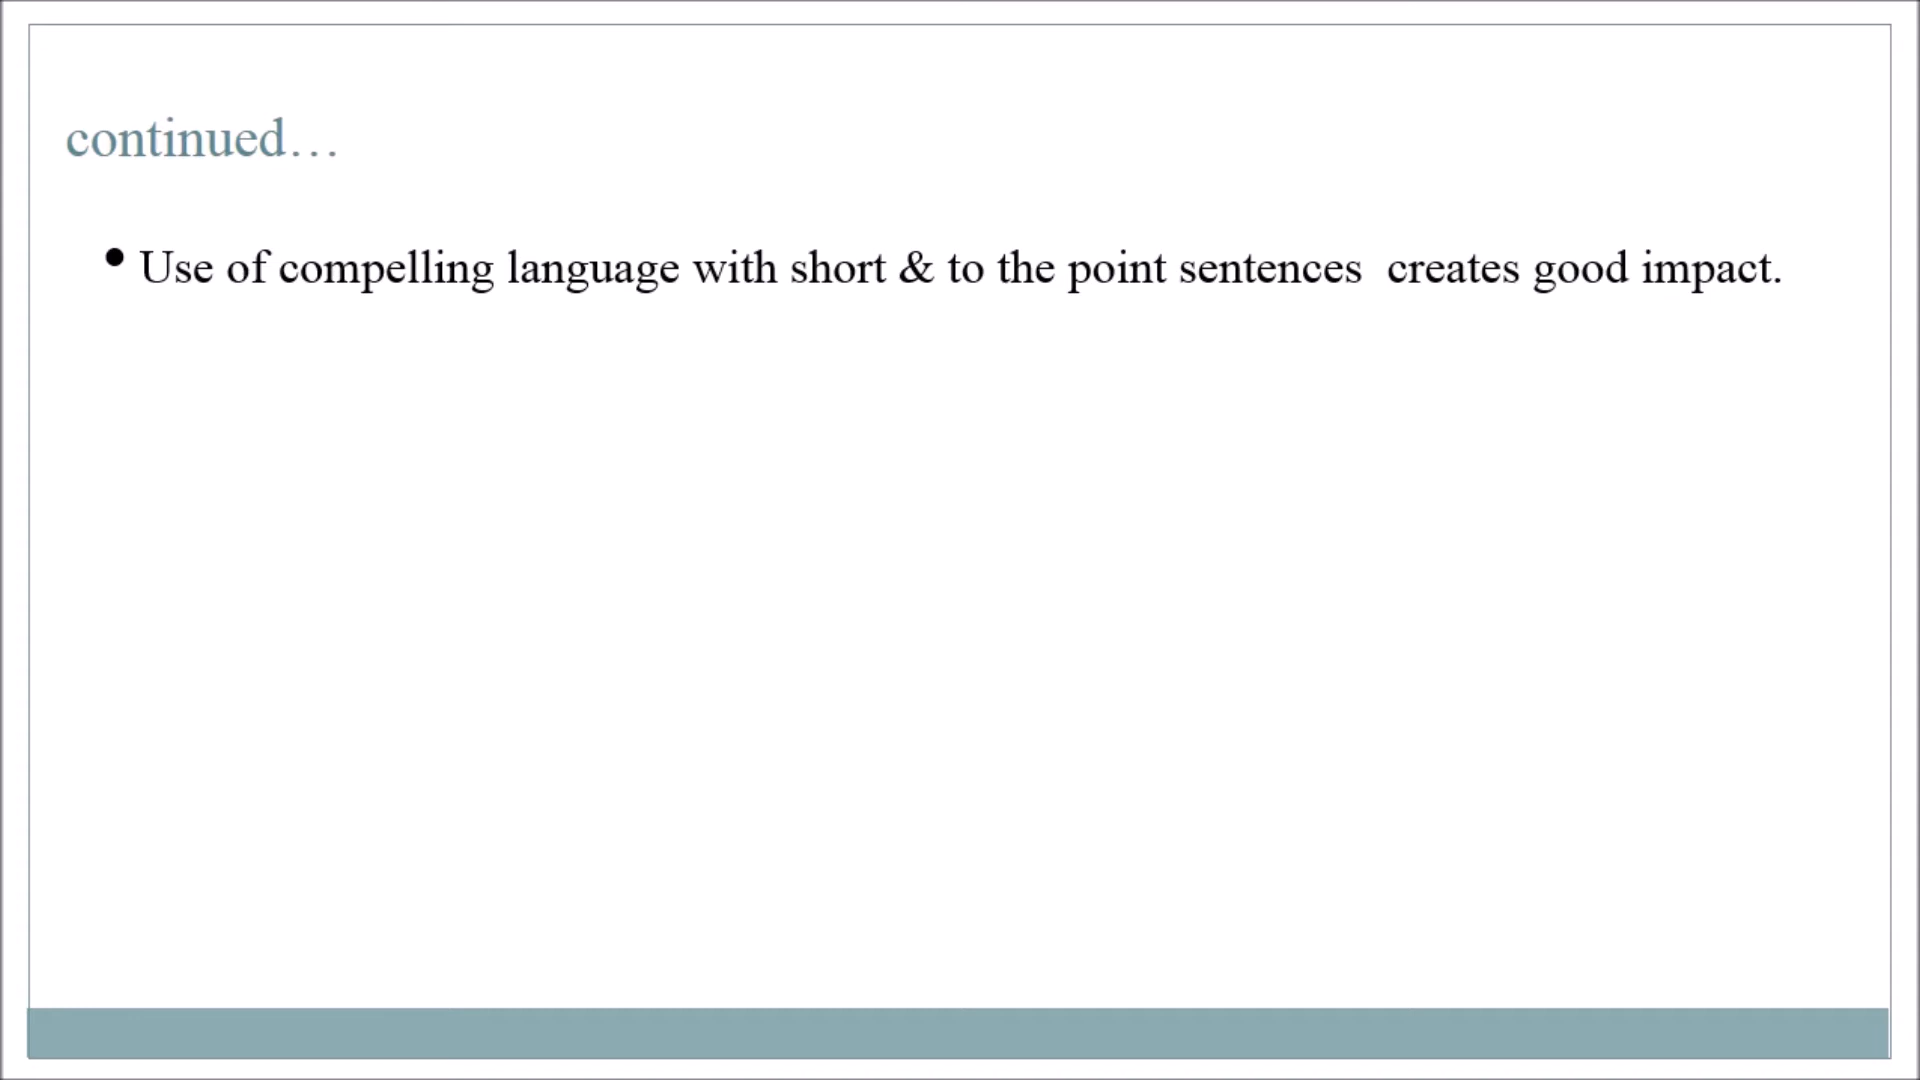 continued…
• Use of compelling language with short & to the point sentences  creates good impact.